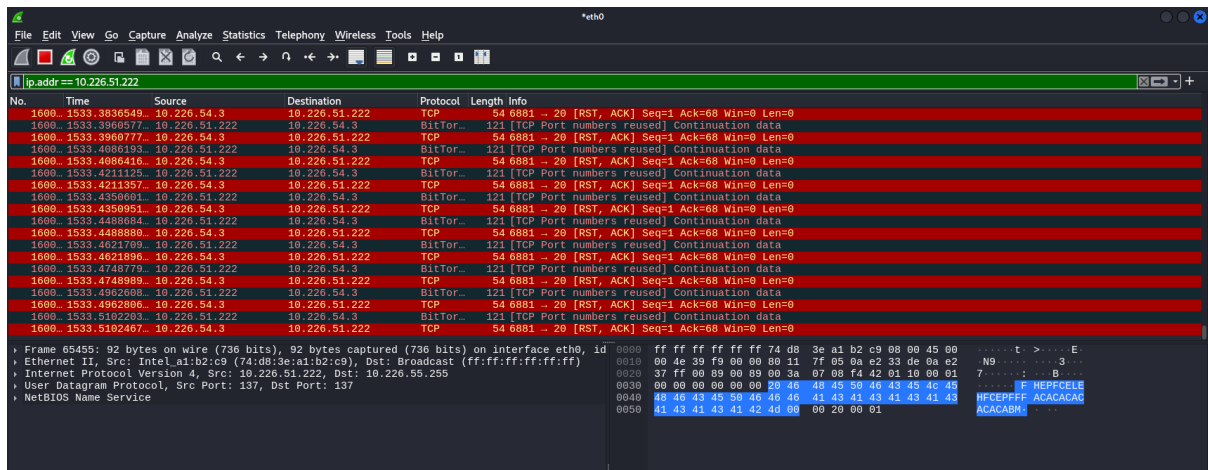 *eth0
File Edit View Go Capture Analyze Statistics Telephony Wireless Tools Help
ip.addr == 10.226.51.222
No. Time Source Destination Protocol Length Info
1600… 1533.3836549… 10.226.54.3 10.226.51.222 TCP 54 6881 → 20 [RST, ACK] Seq=1 Ack=68 Win=0 Len=0
1600… 1533.3960577… 10.226.51.222 10.226.54.3 BitTor… 121 [TCP Port numbers reused] Continuation data
1600… 1533.3960777… 10.226.54.3 10.226.51.222 TCP 54 6881 → 20 [RST, ACK] Seq=1 Ack=68 Win=0 Len=0
1600… 1533.4086193… 10.226.51.222 10.226.54.3 BitTor… 121 [TCP Port numbers reused] Continuation data
1600… 1533.4086416… 10.226.54.3 10.226.51.222 TCP 54 6881 → 20 [RST, ACK] Seq=1 Ack=68 Win=0 Len=0
1600… 1533.4211125… 10.226.51.222 10.226.54.3 BitTor… 121 [TCP Port numbers reused] Continuation data
1600… 1533.4211357… 10.226.54.3 10.226.51.222 TCP 54 6881 → 20 [RST, ACK] Seq=1 Ack=68 Win=0 Len=0
1600… 1533.4350601… 10.226.51.222 10.226.54.3 BitTor… 121 [TCP Port numbers reused] Continuation data
1600… 1533.4350951… 10.226.54.3 10.226.51.222 TCP 54 6881 → 20 [RST, ACK] Seq=1 Ack=68 Win=0 Len=0
1600… 1533.4488684… 10.226.51.222 10.226.54.3 BitTor… 121 [TCP Port numbers reused] Continuation data
1600… 1533.4488880… 10.226.54.3 10.226.51.222 TCP 54 6881 → 20 [RST, ACK] Seq=1 Ack=68 Win=0 Len=0
1600… 1533.4621709… 10.226.51.222 10.226.54.3 BitTor… 121 [TCP Port numbers reused] Continuation data
1600… 1533.4621896… 10.226.54.3 10.226.51.222 TCP 54 6881 → 20 [RST, ACK] Seq=1 Ack=68 Win=0 Len=0
1600… 1533.4748779… 10.226.51.222 10.226.54.3 BitTor… 121 [TCP Port numbers reused] Continuation data
1600… 1533.4748989… 10.226.54.3 10.226.51.222 TCP 54 6881 → 20 [RST, ACK] Seq=1 Ack=68 Win=0 Len=0
1600… 1533.4962608… 10.226.51.222 10.226.54.3 BitTor… 121 [TCP Port numbers reused] Continuation data
1600… 1533.4962806… 10.226.54.3 10.226.51.222 TCP 54 6881 → 20 [RST, ACK] Seq=1 Ack=68 Win=0 Len=0
1600… 1533.5102203… 10.226.51.222 10.226.54.3 BitTor… 121 [TCP Port numbers reused] Continuation data
1600… 1533.5102467… 10.226.54.3 10.226.51.222 TCP 54 6881 → 20 [RST, ACK] Seq=1 Ack=68 Win=0 Len=0
Frame 65455: 92 bytes on wire (736 bits), 92 bytes captured (736 bits) on interface eth0, id
Ethernet II, Src: Intel_a1:b2:c9 (74:d8:3e:a1:b2:c9), Dst: Broadcast (ff:ff:ff:ff:ff:ff)
Internet Protocol Version 4, Src: 10.226.51.222, Dst: 10.226.55.255
User Datagram Protocol, Src Port: 137, Dst Port: 137
NetBIOS Name Service
0000 ff ff ff ff ff ff 74 d8 3e a1 b2 c9 08 00 45 00 ······t· >·····E·
0010 00 4e 39 f9 00 00 80 11 7f 05 0a e2 33 de 0a e2 ·N9····· ····3···
0020 37 ff 00 89 00 89 00 3a 07 08 f4 42 01 10 00 01 7······: ···B····
0030 00 00 00 00 00 00 20 46 48 45 50 46 43 45 4c 45 ······ F HEPFCELE
0040 48 46 43 45 50 46 46 46 41 43 41 43 41 43 41 43 HFCEPFFF ACACACAC
0050 41 43 41 43 41 42 4d 00 00 20 00 01 ACACABM· · ··